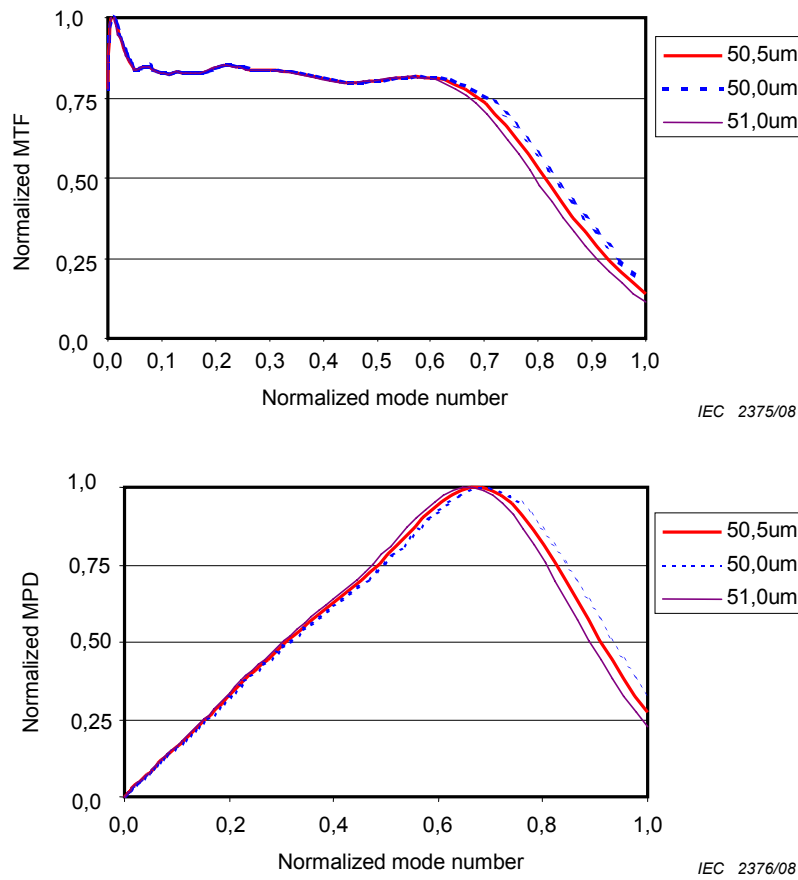 Normalized MTF
1,0
0,75
0,50
0,25
0,0
0,0 0,1 0,2 0,3 0,4 0,5 0,6 0,7 0,8 0,9 1,0
Normalized mode number
50,5um
50,0um
51,0um
IEC 2375/08
Normalized MPD
1,0
0,75
0,50
0,25
0,0
0,0 0,2 0,4 0,6 0,8 1,0
Normalized mode number
50,5um
50,0um
51,0um
IEC 2376/08